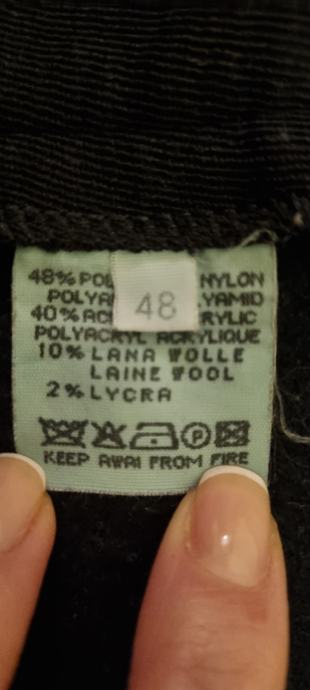 48% POL NYLON
POLYA YAMID
48
40% ACR RYLIC
POLYACRYL ACRYLIQUE
10% LANA WOLLE
LAINE WOOL
2% LYCRA
P
KEEP AWAY FROM FIRE